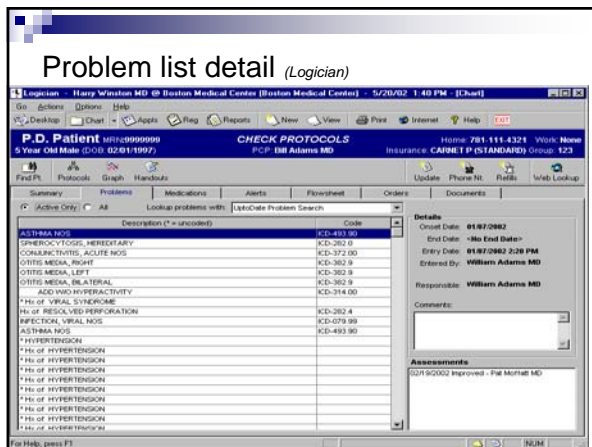 Problem list detail (Logician)
Logician - Harry Winston MD @ Boston Medical Center (Boston Medical Center) - 5/20/02 1:40 PM - [Chart]
Go Actions Options Help
Desktop Chart Appts Reg Reports New View Print Internet Help EXIT
P.D. Patient MRN:9999999 CHECK PROTOCOLS Home: 781-111-4321 Work: None
5 Year Old Male (DOB: 02/01/1997) PCP: Bill Adams MD Insurance: CARNET P (STANDARD) Group: 123
Find Pt. Protocols Graph Handouts Update Phone Nt. Refills Web Lookup
Summary Problems Medications Alerts Flowsheet Orders Documents
Active Only All Lookup problems with: UptoDate Problem Search
Description (* = uncoded) Code
ASTHMA NOS ICD-493.90
SPHEROCYTOSIS, HEREDITARY ICD-282.0
CONJUNCTIVITIS, ACUTE NOS ICD-372.00
OTITIS MEDIA, RIGHT ICD-382.9
OTITIS MEDIA, LEFT ICD-382.9
OTITIS MEDIA, BILATERAL ICD-382.9
ADD W/O HYPERACTIVITY ICD-314.00
* Hx of VIRAL SYNDROME
Hx of RESOLVED PERFORATION ICD-282.4
INFECTION, VIRAL NOS ICD-079.99
ASTHMA NOS ICD-493.90
* HYPERTENSION
* Hx of HYPERTENSION
* Hx of HYPERTENSION
* Hx of HYPERTENSION
* Hx of HYPERTENSION
* Hx of HYPERTENSION
* Hx of HYPERTENSION
* Hx of HYPERTENSION
* Hx of HYPERTENSION
Details
Onset Date: 01/07/2002
End Date: <No End Date>
Entry Date: 01/07/2002 2:20 PM
Entered By: William Adams MD
Responsible: William Adams MD
Comments:
Assessments
02/19/2002 Improved - Pat Moffatt MD
For Help, press F1 NUM